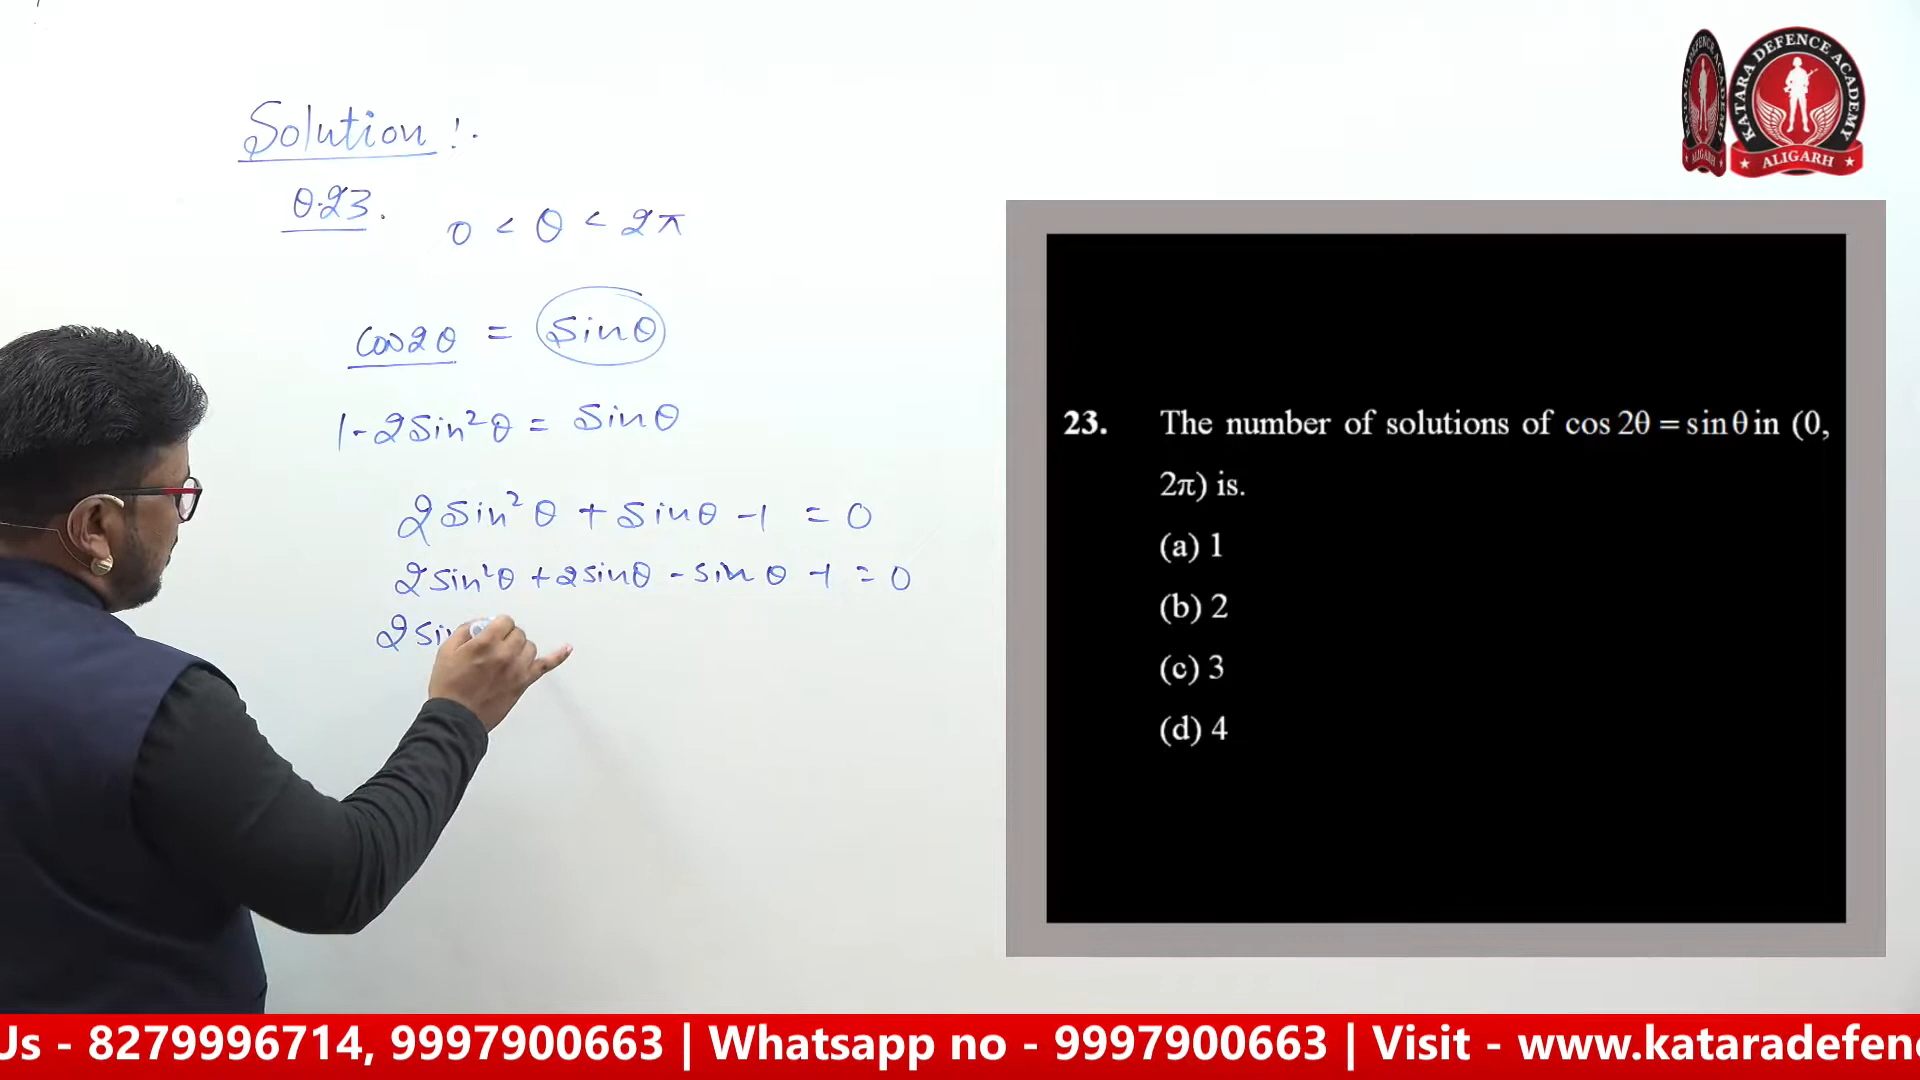 Solution :.
Q.23.
0 < θ < 2π
cos2θ = sinθ
1-2sin²θ = sinθ
2sin²θ + sinθ -1 = 0
2sin²θ +2sinθ - sinθ -1 = 0
2sin
KATARA DEFENCE ACADEMY
ALIGARH
23. The number of solutions of cos 2θ = sin θ in (0,
2π) is.
(a) 1
(b) 2
(c) 3
(d) 4
Us - 8279996714, 9997900663 | Whatsapp no - 9997900663 | Visit - www.kataradefen